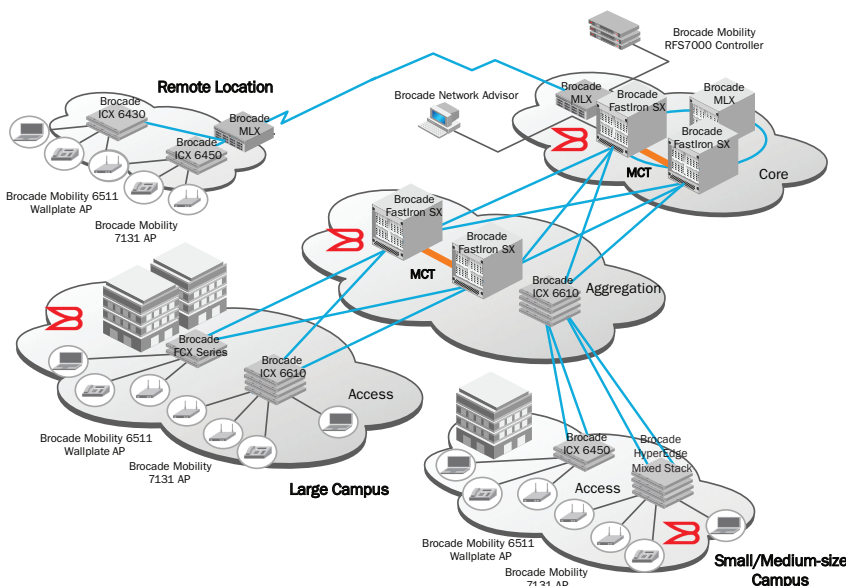 Brocade Mobility
RFS7000 Controller
Remote Location
Brocade Network Advisor
Brocade
MLX
Brocade
FastIron SX
Brocade
MLX
Brocade
FastIron SX
MCT
Core
Brocade
ICX 6430
Brocade
MLX
Brocade
ICX 6450
Brocade Mobility 6511
Wallplate AP
Brocade Mobility
7131 AP
Brocade
FastIron SX
Brocade
FastIron SX
MCT
Brocade
ICX 6610
Aggregation
Brocade
FCX Series
Brocade
ICX 6610
Access
Brocade Mobility 6511
Wallplate AP
Brocade Mobility
7131 AP
Large Campus
Brocade
ICX 6450
Brocade
HyperEdge
Mixed Stack
Access
Brocade Mobility 6511
Wallplate AP
Brocade Mobility
7131 AP
Small/Medium-size
Campus